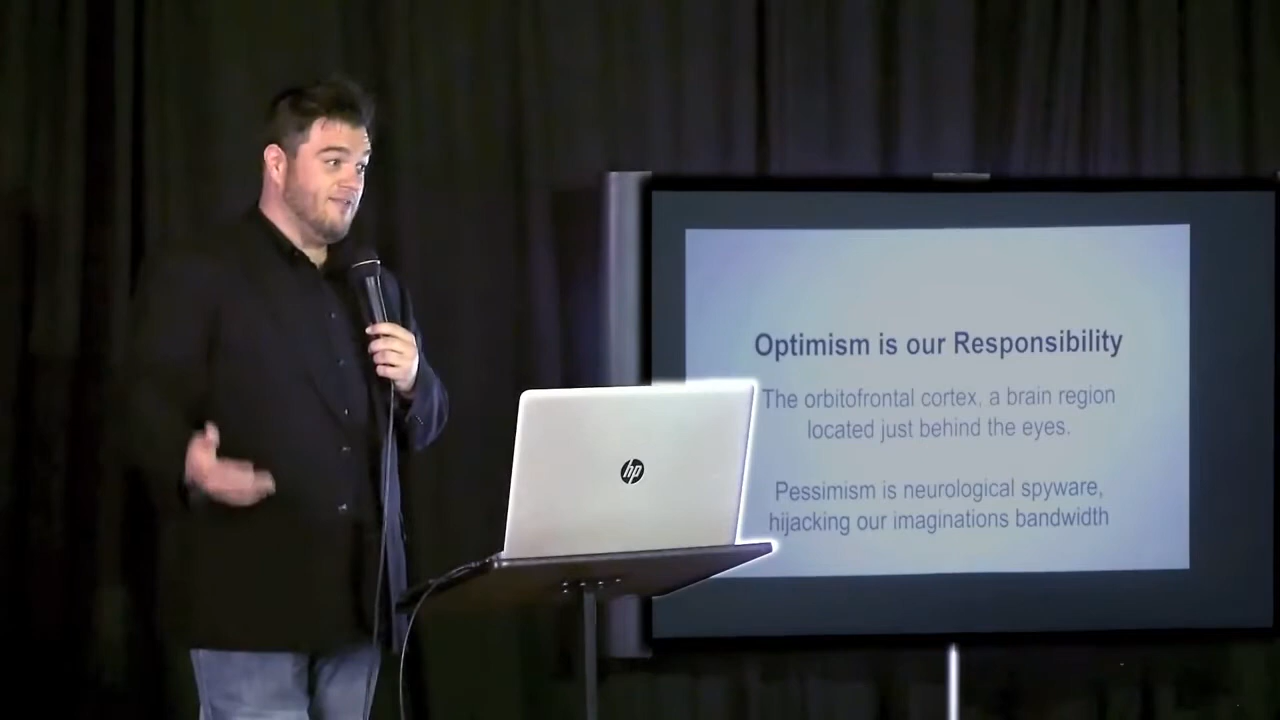 Optimism is our Responsibility
The orbitofrontal cortex, a brain region
located just behind the eyes.
Pessimism is neurological spyware,
hijacking our imaginations bandwidth
hp